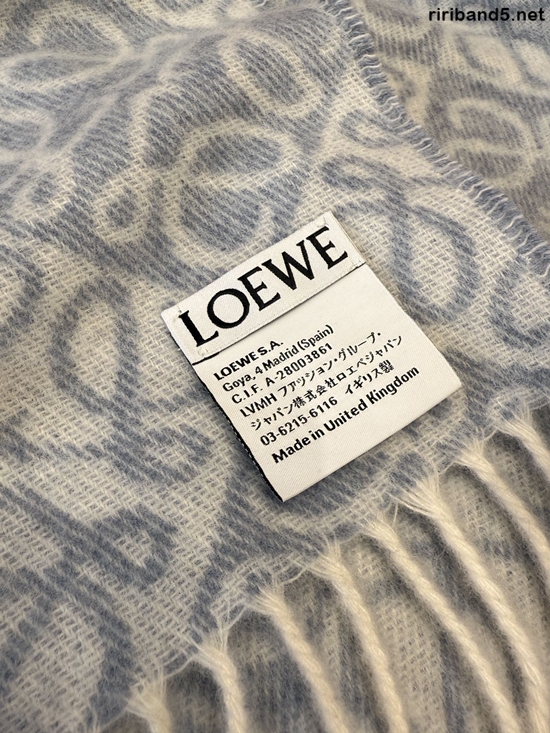 ririband5.net
LOEWE
LOEWE S.A.
Goya, 4 Madrid (Spain)
C.I.F. A-28003861
LVMH ファッション・グループ・
ジャパン株式会社ロエベジャパン
03-6215-6116 イギリス製
Made in United Kingdom